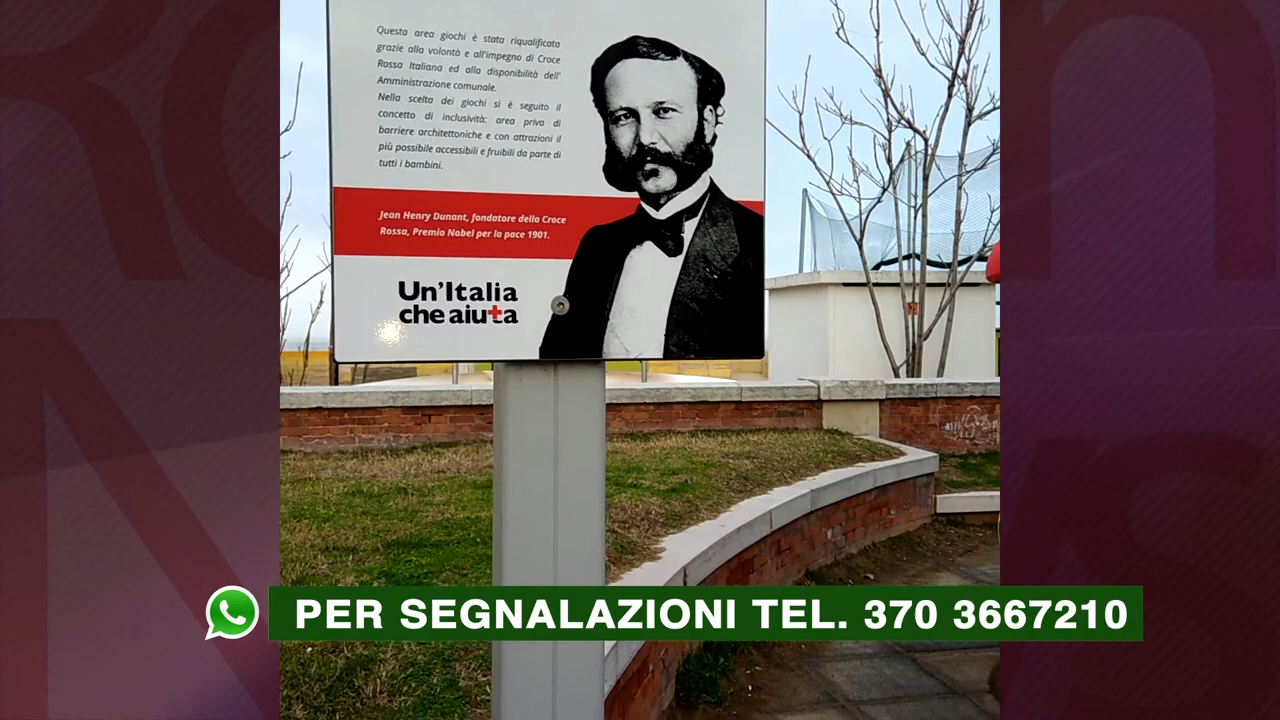 Questa area giochi è stata riqualificata
grazie alla volontà e all'impegno di Croce
Rossa Italiana ed alla disponibilità dell'
Amministrazione comunale.
Nella scelta dei giochi si è seguito il
concetto di inclusività: area priva di
barriere architettoniche e con attrazioni il
più possibile accessibili e fruibili da parte di
tutti i bambini.
Jean Henry Dunant, fondatore della Croce
Rossa, Premio Nobel per la pace 1901.
Un'Italia
che aiuta
PER SEGNALAZIONI TEL. 370 3667210